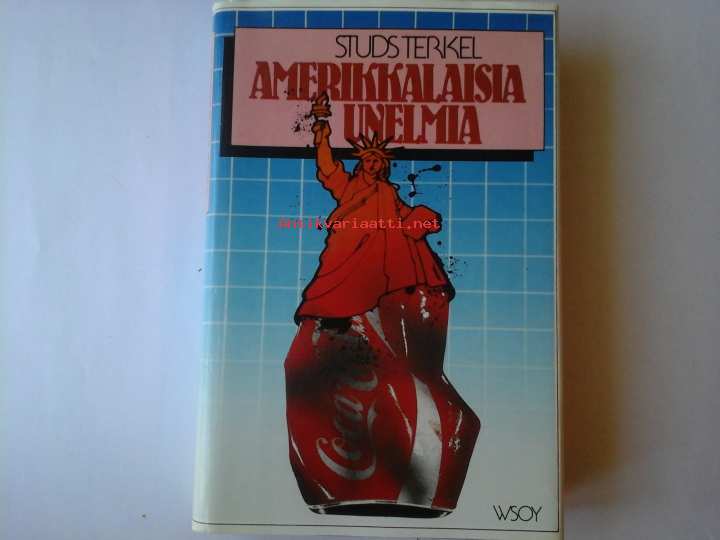 STUDS TERKEL
AMERIKKALAISIA
UNELMIA
antikvariaatti.net
Coca-Cola
WSOY